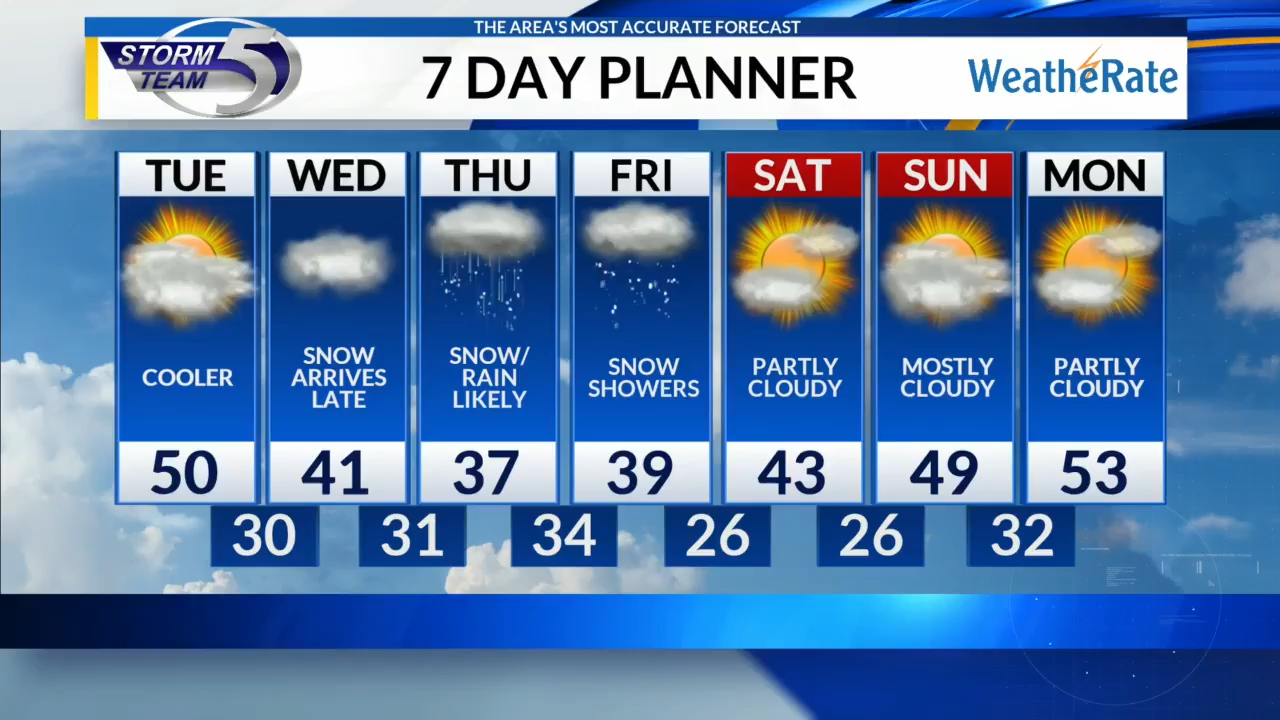 THE AREA'S MOST ACCURATE FORECAST
STORM
TEAM
5
7 DAY PLANNER
WeatheRate
TUE
WED
THU
FRI
SAT
SUN
MON
COOLER
SNOW
ARRIVES
LATE
SNOW/
RAIN
LIKELY
SNOW
SHOWERS
PARTLY
CLOUDY
MOSTLY
CLOUDY
PARTLY
CLOUDY
50
41
37
39
43
49
53
30
31
34
26
26
32